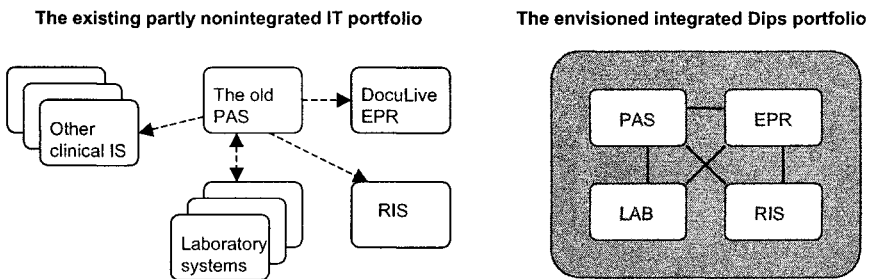 The existing partly nonintegrated IT portfolio
The envisioned integrated Dips portfolio
Other
clinical IS
The old
PAS
DocuLive
EPR
Laboratory
systems
RIS
PAS
EPR
LAB
RIS